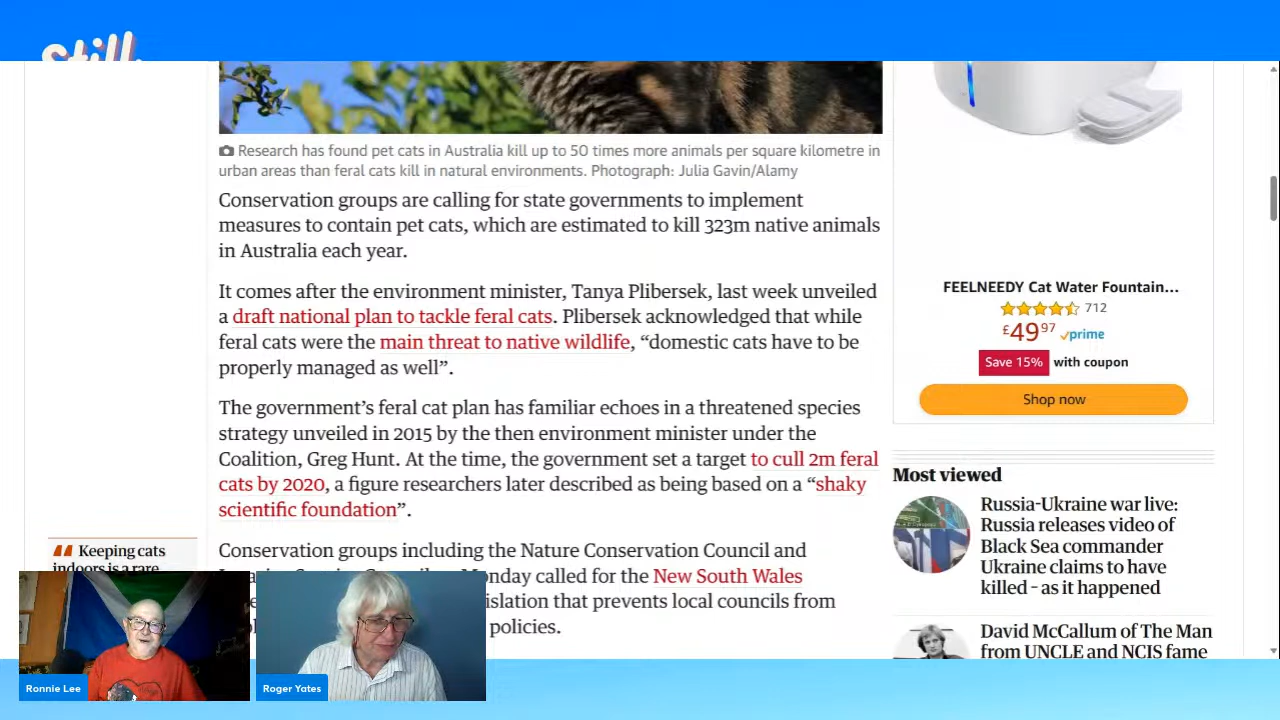 Still
Research has found pet cats in Australia kill up to 50 times more animals per square kilometre in
urban areas than feral cats kill in natural environments. Photograph: Julia Gavin/Alamy
Conservation groups are calling for state governments to implement
measures to contain pet cats, which are estimated to kill 323m native animals
in Australia each year.
It comes after the environment minister, Tanya Plibersek, last week unveiled
a draft national plan to tackle feral cats. Plibersek acknowledged that while
feral cats were the main threat to native wildlife, “domestic cats have to be
properly managed as well”.
The government’s feral cat plan has familiar echoes in a threatened species
strategy unveiled in 2015 by the then environment minister under the
Coalition, Greg Hunt. At the time, the government set a target to cull 2m feral
cats by 2020, a figure researchers later described as being based on a “shaky
scientific foundation”.
Conservation groups including the Nature Conservation Council and
Monday called for the New South Wales
islation that prevents local councils from
policies.
Keeping cats
indoors is a rare
FEELNEEDY Cat Water Fountain...
712
£49.97 prime
Save 15% with coupon
Shop now
Most viewed
Russia-Ukraine war live:
Russia releases video of
Black Sea commander
Ukraine claims to have
killed – as it happened
David McCallum of The Man
from UNCLE and NCIS fame
Ronnie Lee
Roger Yates